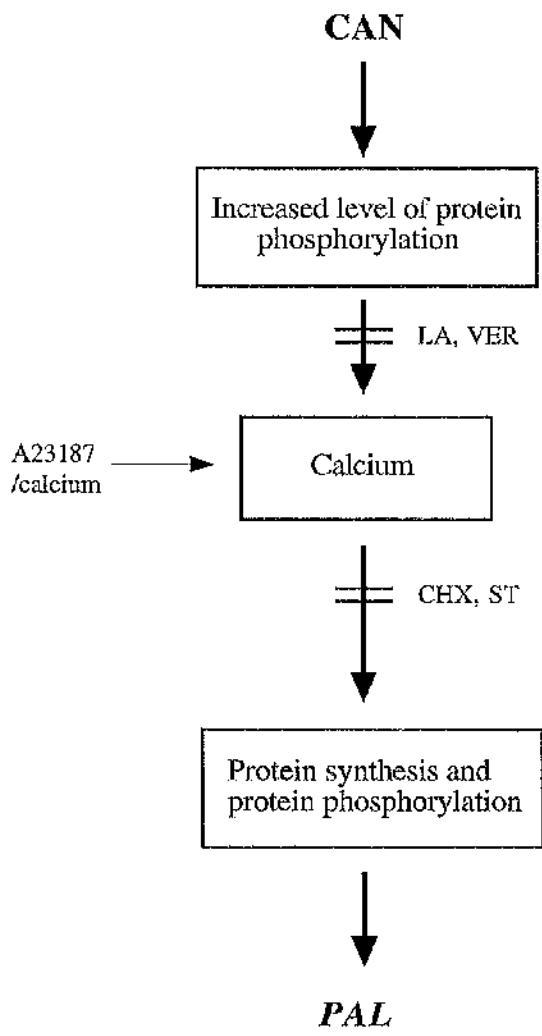 CAN
Increased level of protein
phosphorylation
LA, VER
A23187
/calcium
Calcium
CHX, ST
Protein synthesis and
protein phosphorylation
PAL